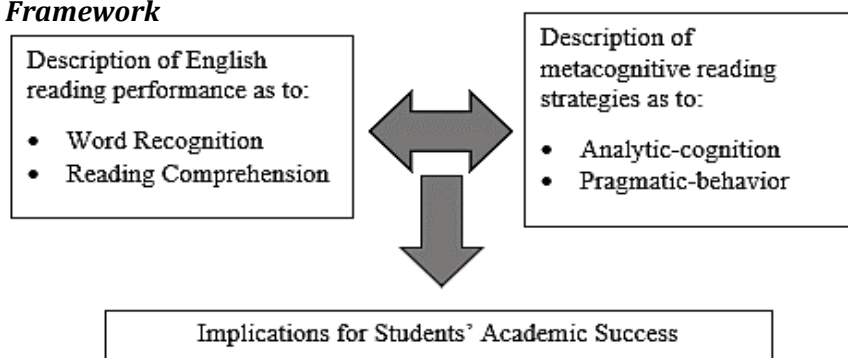 Framework
Description of English
reading performance as to:
• Word Recognition
• Reading Comprehension
Description of
metacognitive reading
strategies as to:
• Analytic-cognition
• Pragmatic-behavior
Implications for Students’ Academic Success